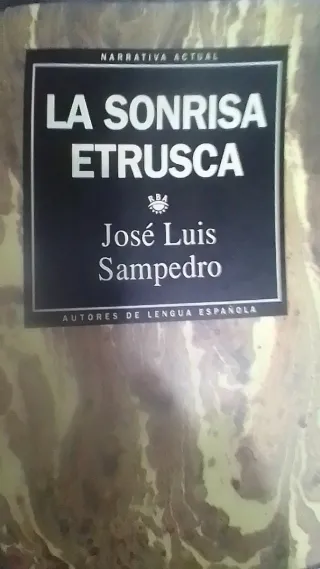 NARRATIVA ACTUAL
LA SONRISA
ETRUSCA
RBA
José Luis
Sampedro
AUTORES DE LENGUA ESPAÑOLA